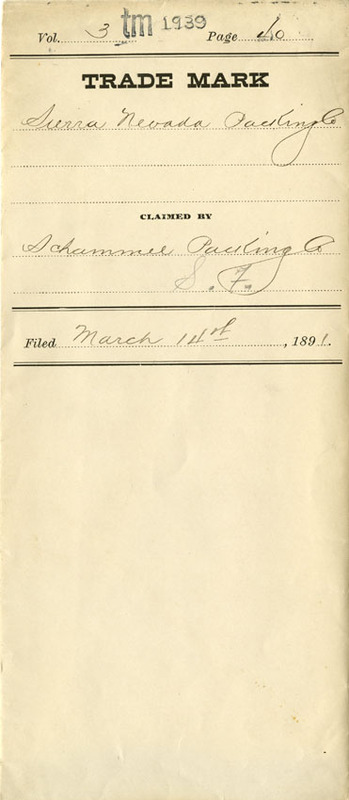 Vol. 3 tm 1939 Page
TRADE MARK
Sierra Nevada Packing Co
CLAIMED BY
Schammel Packing Co
S. F.
Filed March 14th, 1891.